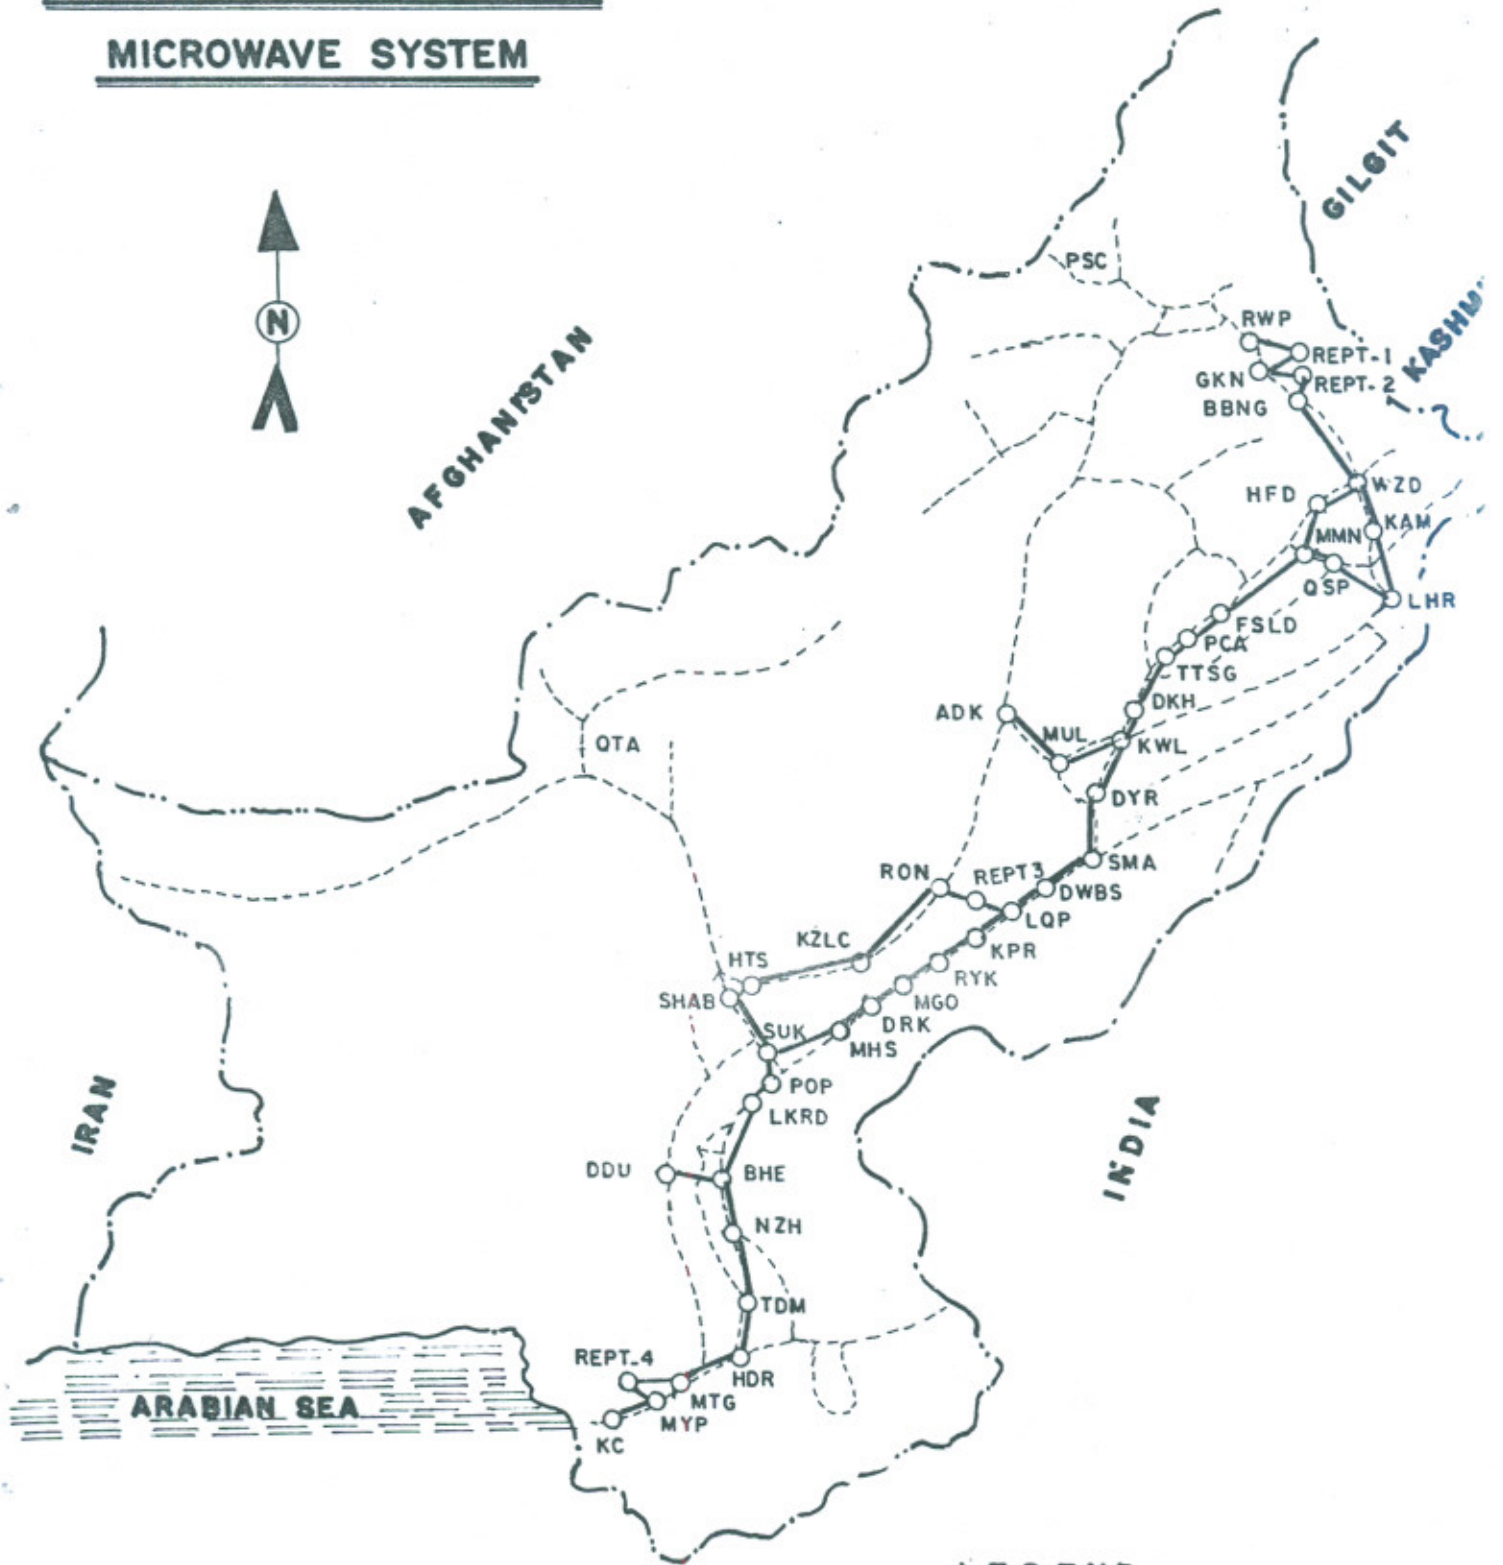 MICROWAVE SYSTEM
GILGIT
PSC
N
RWP
REPT-1
AFGHANISTAN
GKN
REPT-2
BBNG
WZD
HFD
KAM
MMN
QSP
LHR
FSLD
PCA
TTSG
DKH
ADK
MUL
KWL
QTA
DYR
SMA
RON
REPT3
DWBS
LQP
KZLC
KPR
HTS
RYK
SHAB
MGO
DRK
SUK
MHS
POP
LKRD
IRAN
INDIA
DDU
BHE
NZH
TDM
REPT-4
HDR
MTG
ARABIAN SEA
MYP
KC